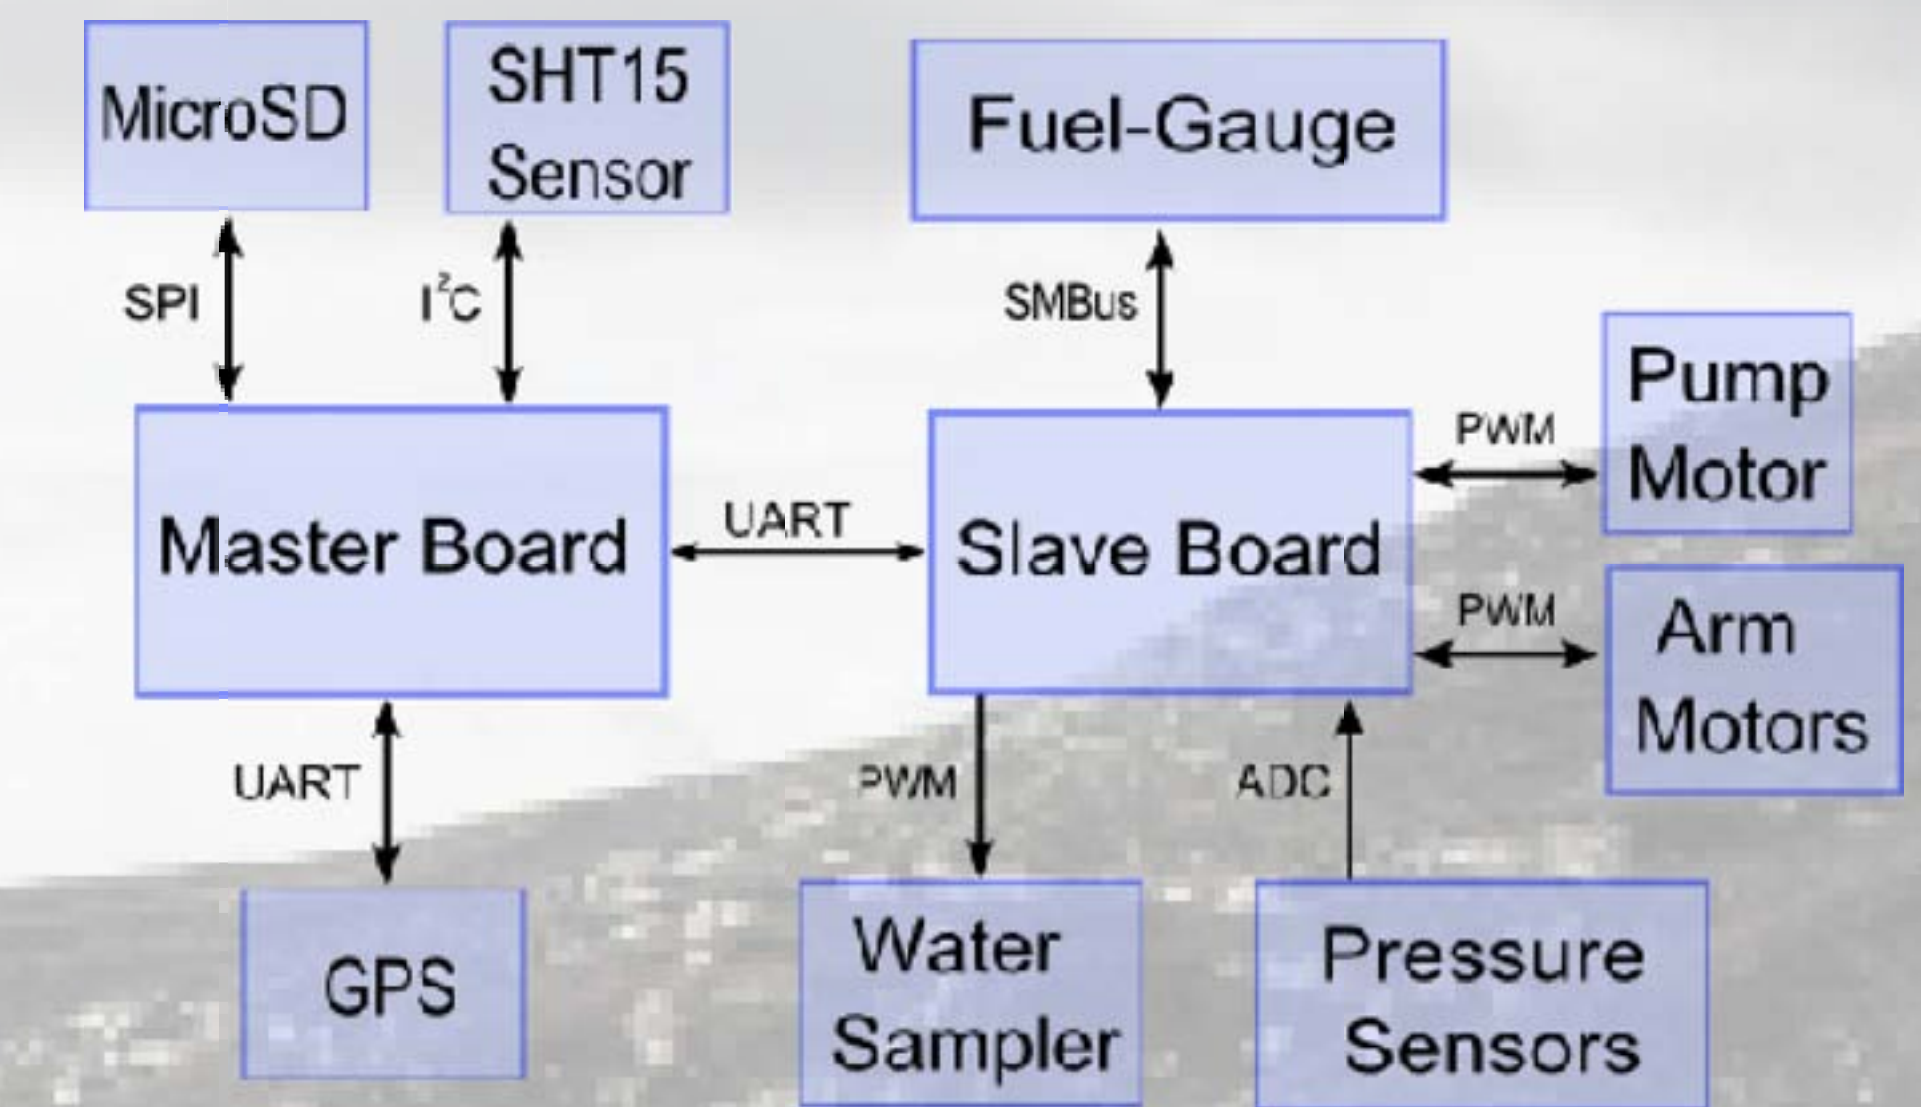 MicroSD
SHT15
Sensor
Fuel-Gauge
SPI
I²C
SMBus
Pump
Motor
PWM
Master Board
UART
Slave Board
PWM
Arm
Motors
UART
PWM
ADC
GPS
Water
Sampler
Pressure
Sensors